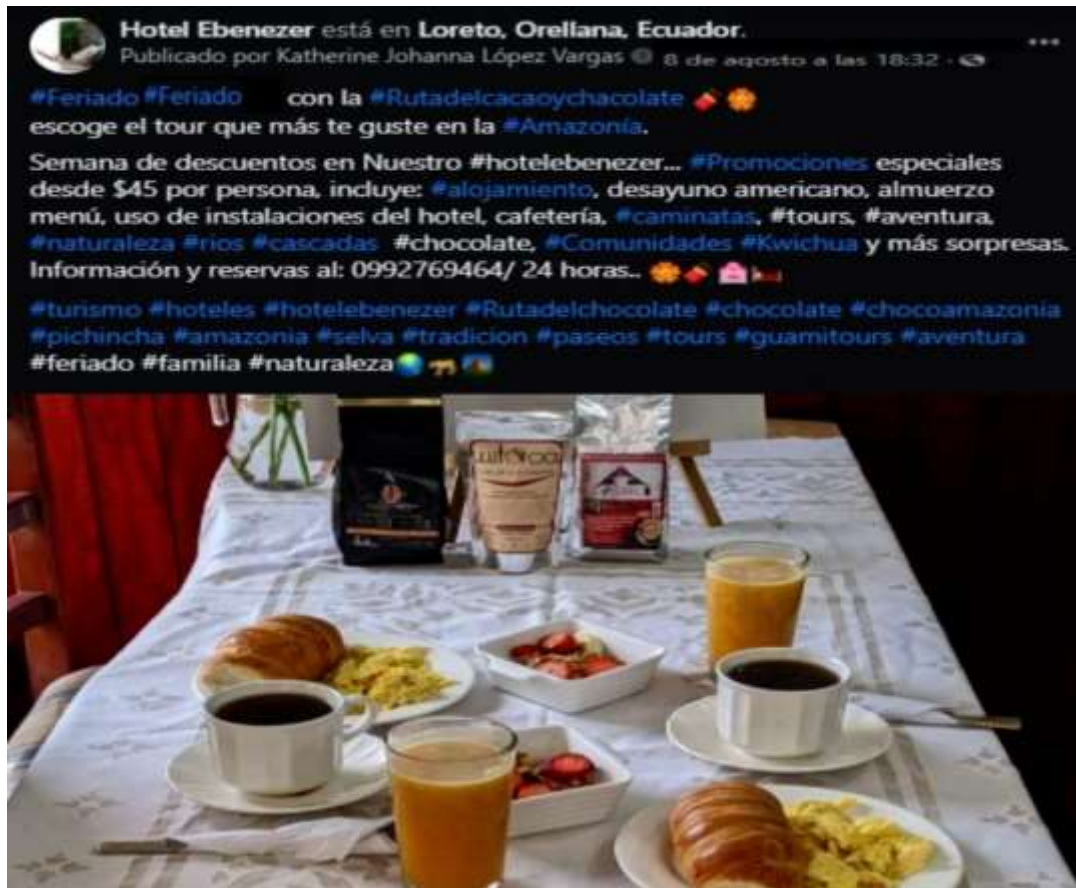 Hotel Ebenezer está en Loreto, Orellana, Ecuador.
Publicado por Katherine Johanna López Vargas
8 de agosto a las 18:32 ·
#Feriado #Feriado con la #Rutadelcacaoychacolate
escoge el tour que más te guste en la #Amazonía.
Semana de descuentos en Nuestro #hotelebenezer... #Promociones especiales
desde $45 por persona, incluye: #alojamiento, desayuno americano, almuerzo
menú, uso de instalaciones del hotel, cafetería, #caminatas, #tours, #aventura,
#naturaleza #rios #cascadas #chocolate, #Comunidades #Kwichua y más sorpresas.
Información y reservas al: 0992769464/ 24 horas..
#turismo #hoteles #hotelebenezer #Rutadelchocolate #chocolate #chocoamazonia
#pichincha #amazonia #selva #tradicion #paseos #tours #guamitours #aventura
#feriado #familia #naturaleza